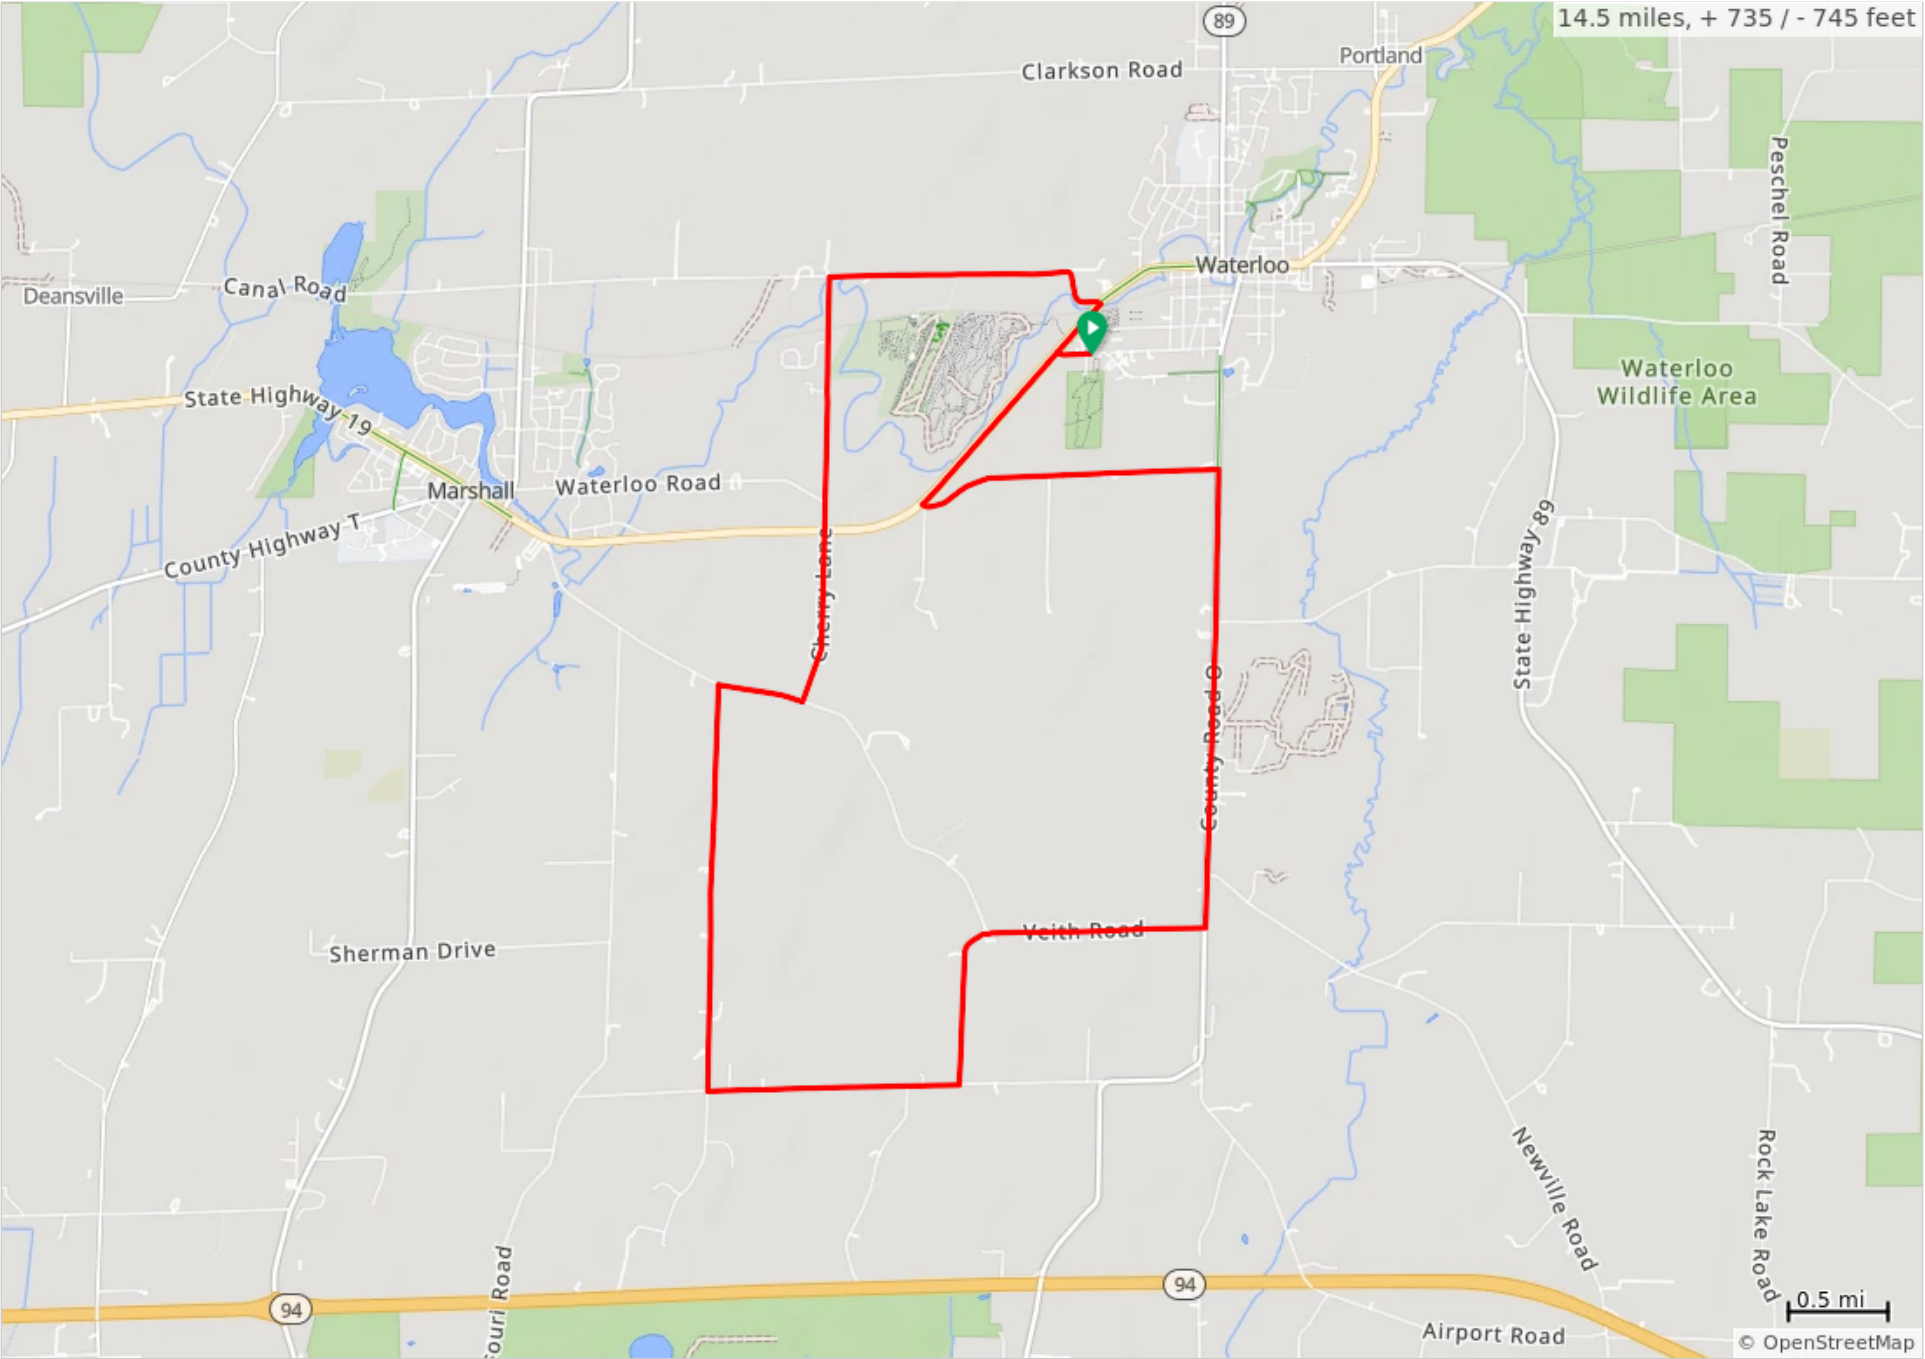 14.5 miles, + 735 / - 745 feet
89
Portland
Clarkson Road
Peschel Road
Waterloo
Canal Road
Deansville
State Highway 19
Waterloo
Wildlife Area
Marshall
Waterloo Road
County Highway T
Cherry Lane
State Highway 89
County Road O
Veith Road
Sherman Drive
Newville Road
Rock Lake Road
94
94
0.5 mi
Airport Road
© OpenStreetMap